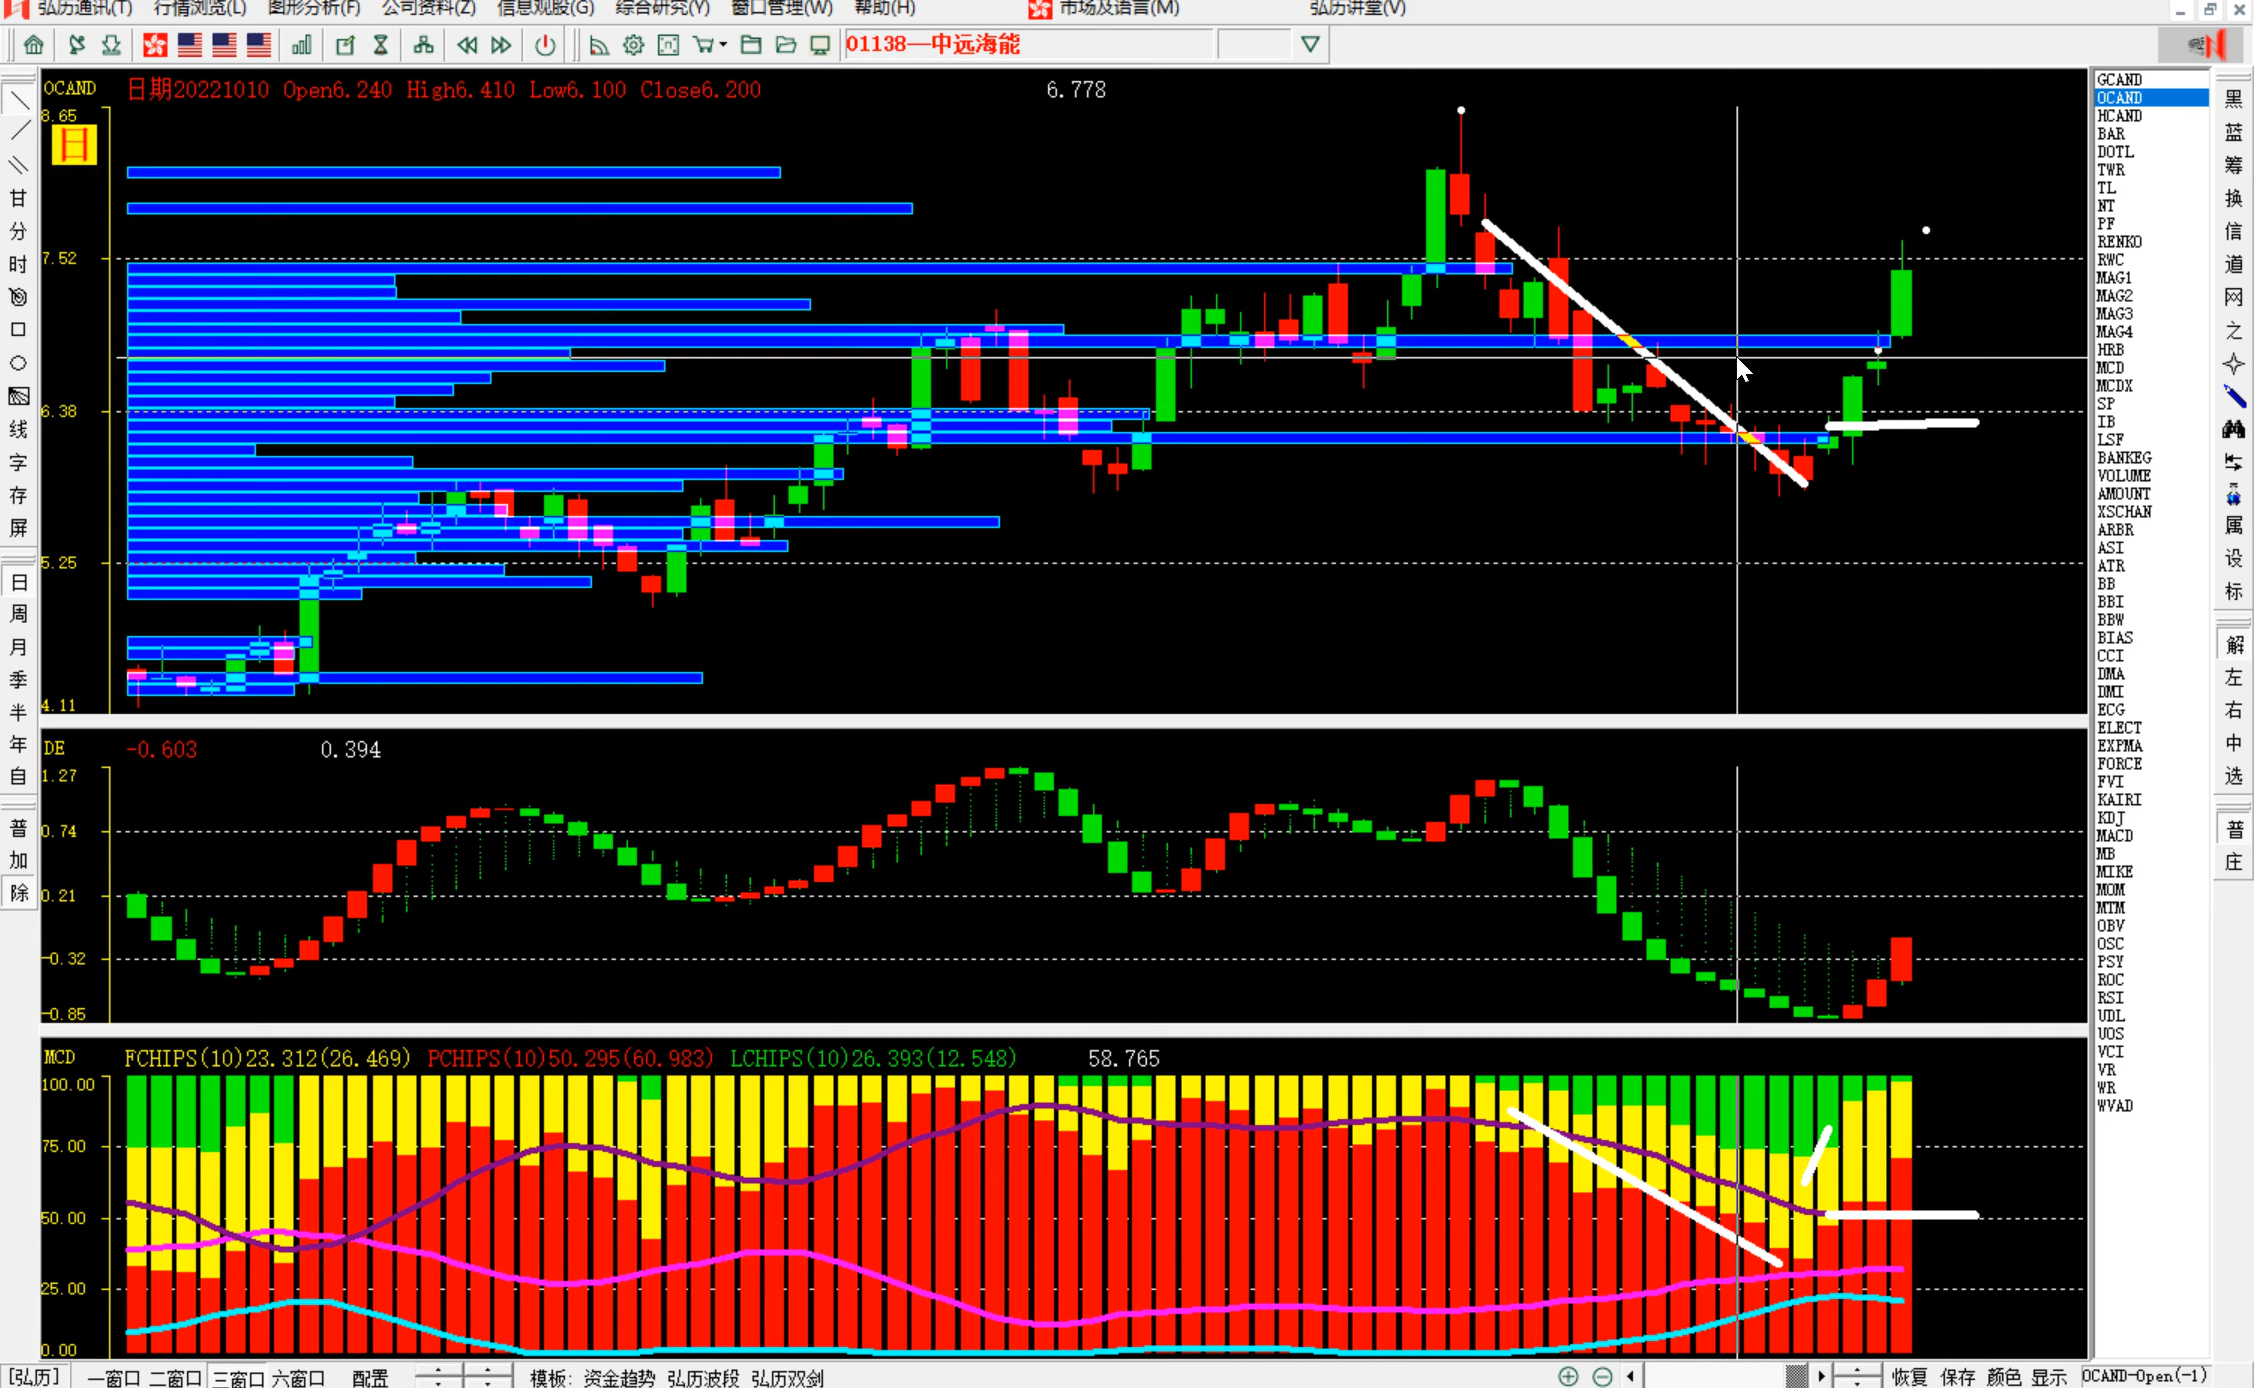 弘历通讯(T) 行情浏览(L) 图形分析(F) 公司资料(Z) 信息观股(G) 综合研究(Y) 窗口管理(W) 帮助(H) 市场及语言(M) 弘历讲堂(V)
01138—中远海能
OCAND 日期20221010 Open6.240 High6.410 Low6.100 Close6.200 6.778
8.65
日
7.52
6.38
5.25
4.11
DE -0.603 0.394
1.27
0.74
0.21
-0.32
-0.85
MCD FCHIPS(10)23.312(26.469) PCHIPS(10)50.295(60.983) LCHIPS(10)26.393(12.548) 58.765
100.00
75.00
50.00
25.00
0.00
甘
分
时
线
字
存
屏
日
周
月
季
半
年
自
普
加
除
GCAND
OCAND
HCAND
BAR
DOTL
TWR
TL
NT
PF
RENKO
RWC
MAG1
MAG2
MAG3
MAG4
HRB
MCD
MCDX
SP
IB
LSF
BANKEG
VOLUME
AMOUNT
XSCHAN
ARBR
ASI
ATR
BB
BBI
BBW
BIAS
CCI
DMA
DMI
ECG
ELECT
EXPMA
FORCE
FVI
KAIRI
KDJ
MACD
MB
MIKE
MOM
MTM
OBV
OSC
PSY
ROC
RSI
UDL
UOS
VCI
VR
WR
WVAD
黑
蓝
筹
换
信
道
网
之
属
设
标
解
左
右
中
选
普
庄
[弘历] 一窗口 二窗口 三窗口 六窗口 配置 模板: 资金趋势 弘历波段 弘历双剑 恢复 保存 颜色 显示 OCAND-Open(-1)